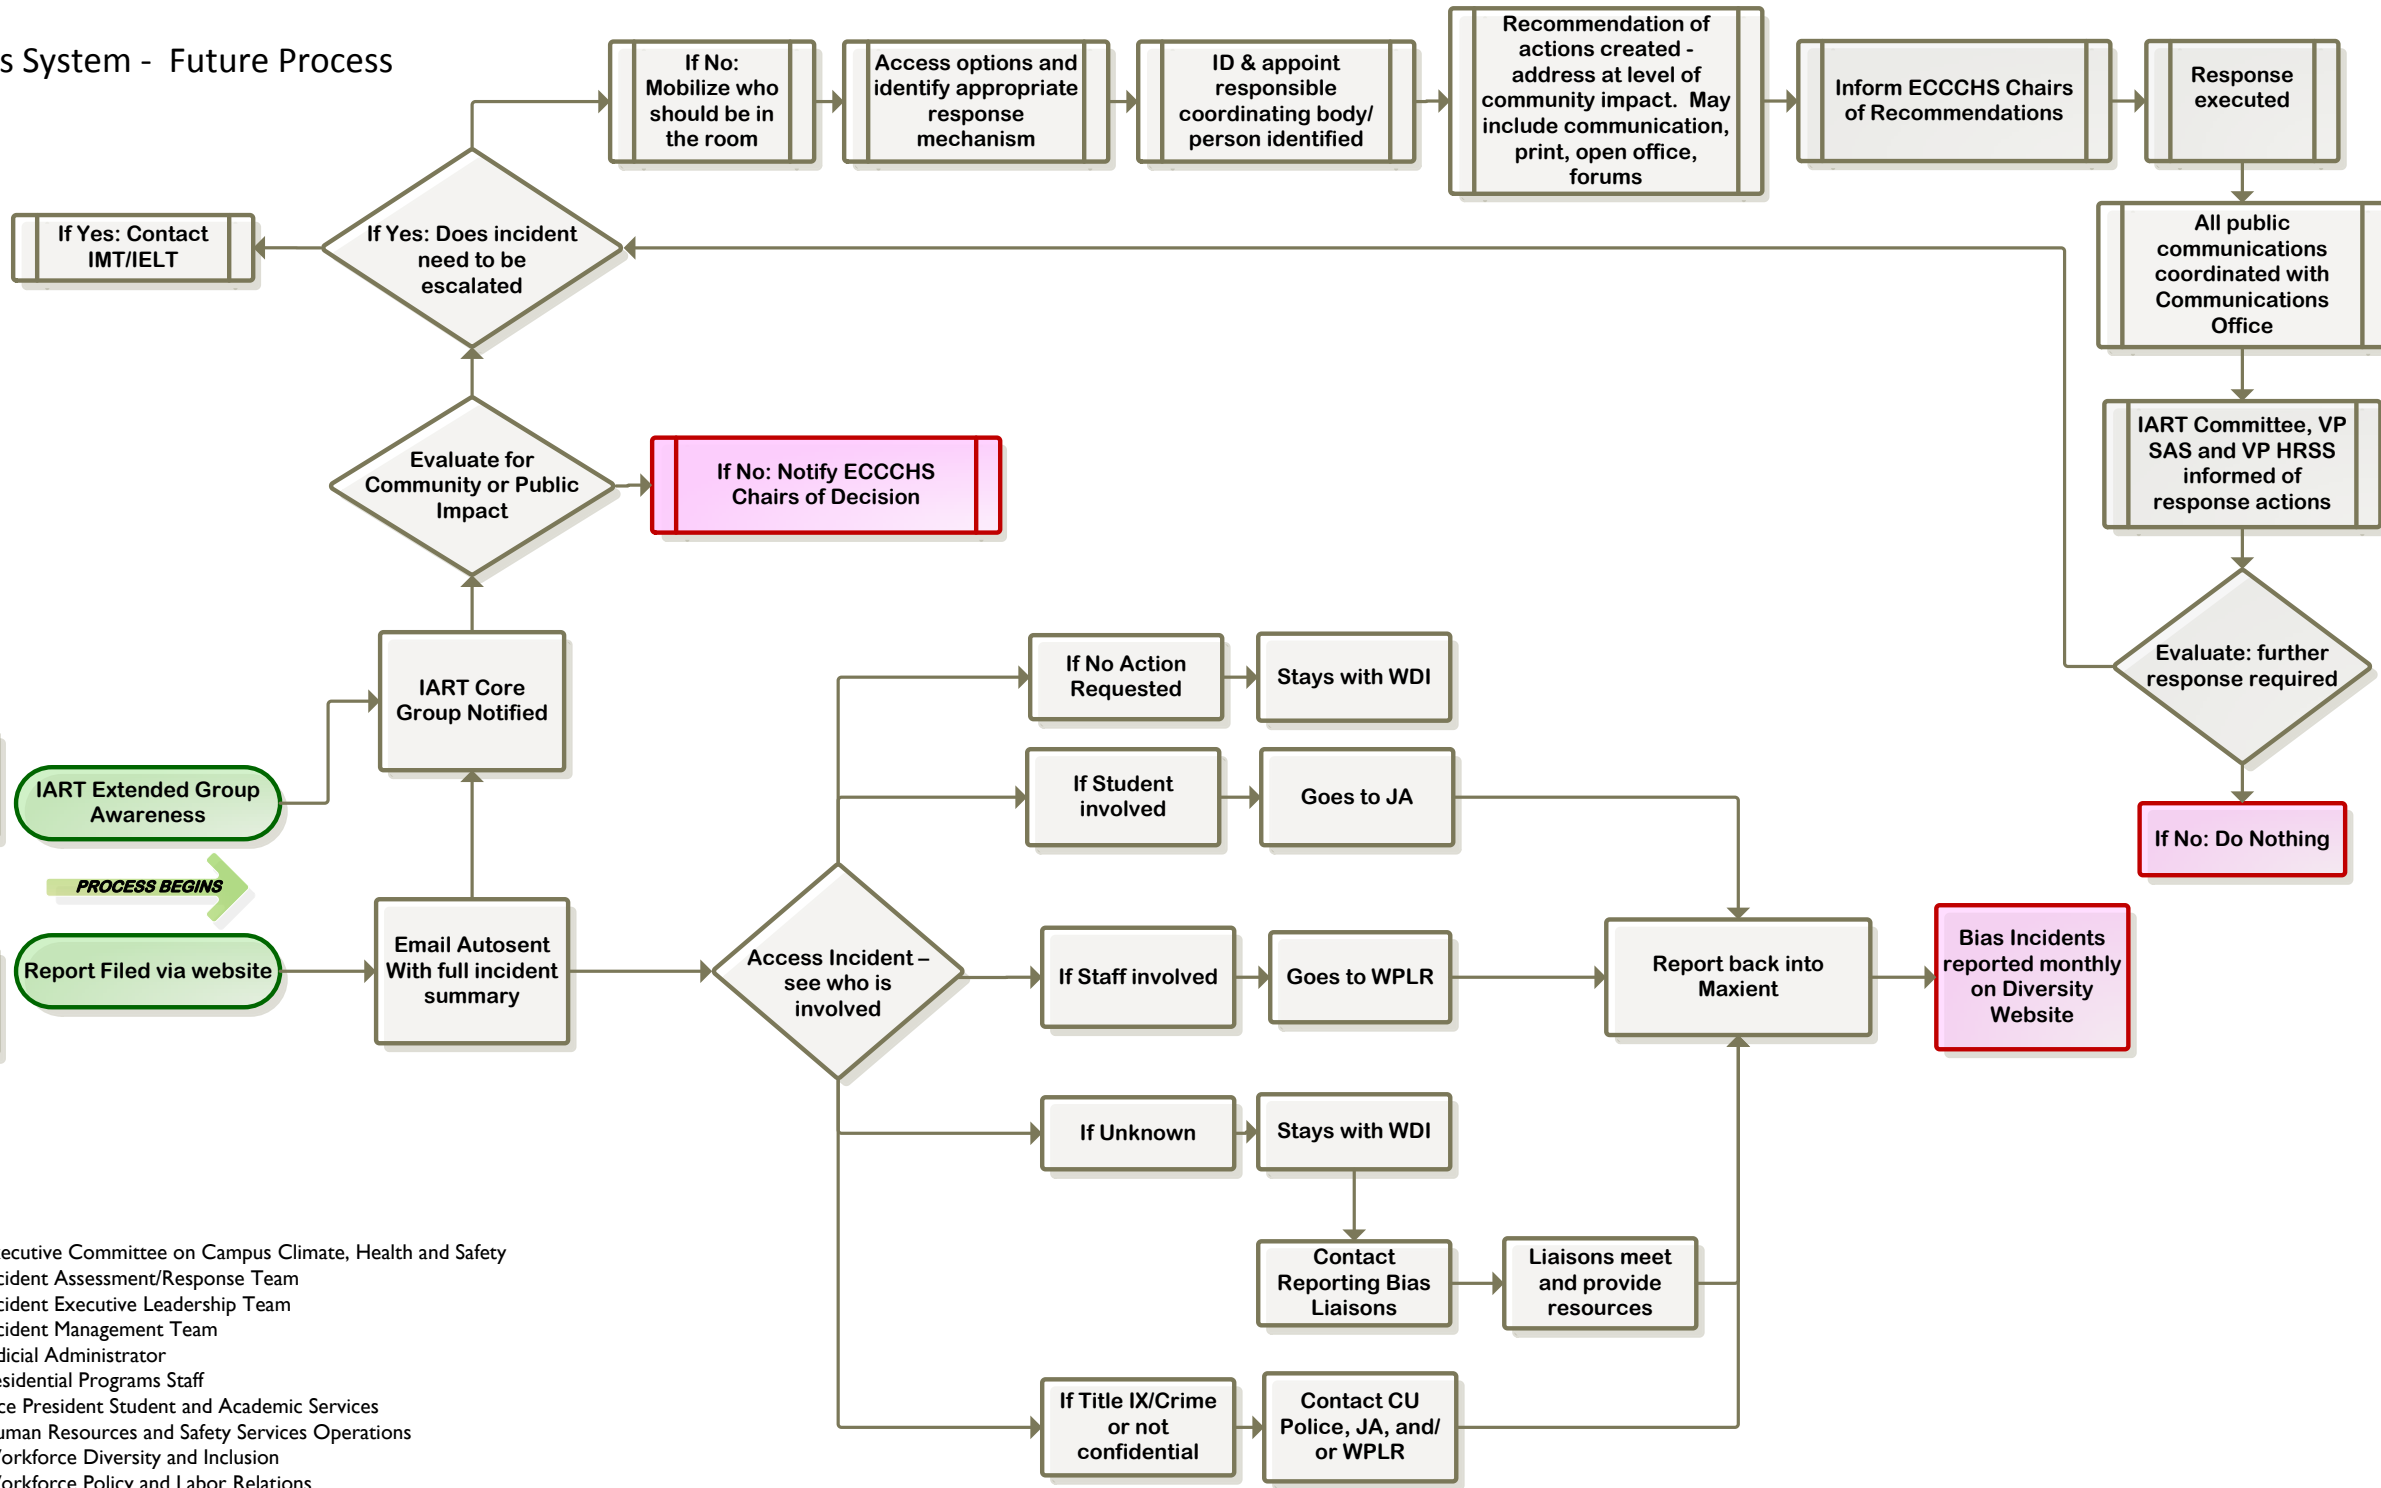 s System -  Future Process
If No:
Mobilize who
should be in
the room
Access options and
identify appropriate
response
mechanism
ID & appoint
responsible
coordinating body/
person identified
Recommendation of
actions created -
address at level of
community impact.  May
include communication,
print, open office,
forums
Inform ECCCHS Chairs
of Recommendations
Response
executed
If Yes: Contact
IMT/IELT
If Yes: Does incident
need to be
escalated
All public
communications
coordinated with
Communications
Office
Evaluate for
Community or Public
Impact
If No: Notify ECCCHS
Chairs of Decision
IART Committee, VP
SAS and VP HRSS
informed of
response actions
IART Core
Group Notified
If No Action
Requested
Stays with WDI
Evaluate: further
response required
IART Extended Group
Awareness
If Student
involved
Goes to JA
If No: Do Nothing
PROCESS BEGINS
Report Filed via website
Email Autosent
With full incident
summary
Access Incident –
see who is
involved
If Staff involved
Goes to WPLR
Report back into
Maxient
Bias Incidents
reported monthly
on Diversity
Website
If Unknown
Stays with WDI
Contact
Reporting Bias
Liaisons
Liaisons meet
and provide
resources
If Title IX/Crime
or not
confidential
Contact CU
Police, JA, and/
or WPLR
xecutive Committee on Campus Climate, Health and Safety
cident Assessment/Response Team
cident Executive Leadership Team
cident Management Team
dicial Administrator
esidential Programs Staff
ce President Student and Academic Services
uman Resources and Safety Services Operations
orkforce Diversity and Inclusion
orkforce Policy and Labor Relations